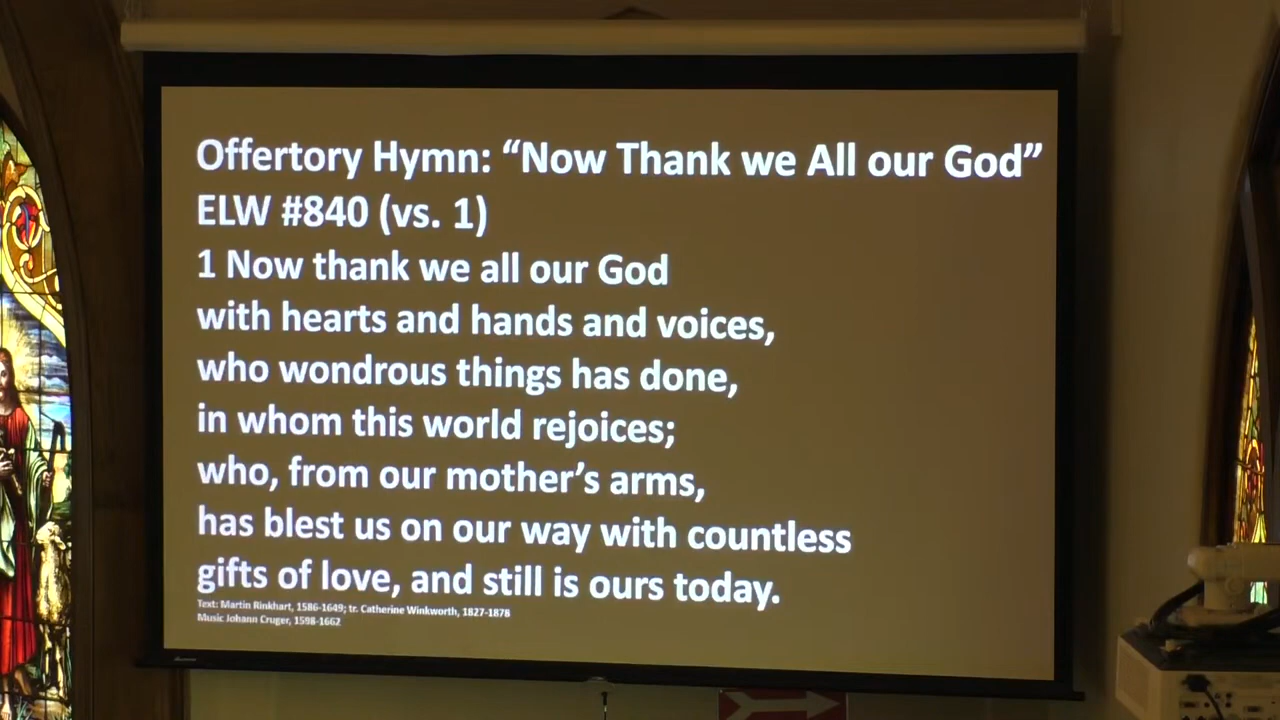 Offertory Hymn: “Now Thank we All our God”
ELW #840 (vs. 1)
1 Now thank we all our God
with hearts and hands and voices,
who wondrous things has done,
in whom this world rejoices;
who, from our mother’s arms,
has blest us on our way with countless
gifts of love, and still is ours today.
Text: Martin Rinkhart, 1586-1649; tr. Catherine Winkworth, 1827-1878
Music Johann Cruger, 1598-1662